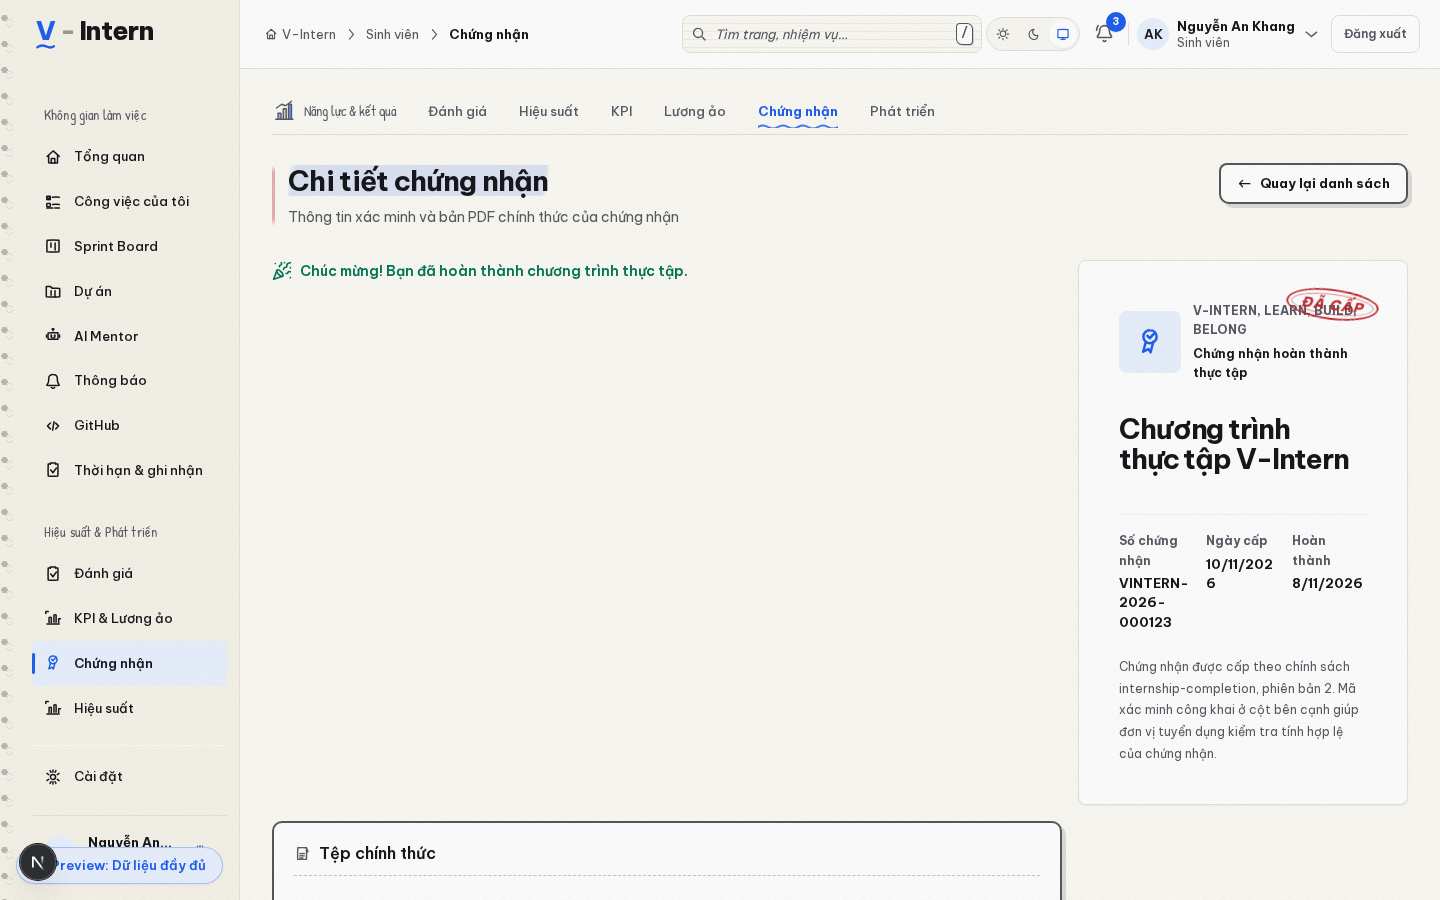 V - Intern
V-Intern
Sinh viên
Chứng nhận
Tìm trang, nhiệm vụ...
/
3
AK
Nguyễn An Khang
Sinh viên
Đăng xuất
Không gian làm việc
Tổng quan
Công việc của tôi
Sprint Board
Dự án
AI Mentor
Thông báo
GitHub
Thời hạn & ghi nhận
Hiệu suất & Phát triển
Đánh giá
KPI & Lương ảo
Chứng nhận
Hiệu suất
Cài đặt
Nguyễn An...
N
Preview: Dữ liệu đầy đủ
Năng lực & kết quả
Đánh giá
Hiệu suất
KPI
Lương ảo
Chứng nhận
Phát triển
Chi tiết chứng nhận
Thông tin xác minh và bản PDF chính thức của chứng nhận
Quay lại danh sách
Chúc mừng! Bạn đã hoàn thành chương trình thực tập.
ĐÃ CẤP
V-INTERN, LEARN, BUILD,
BELONG
Chứng nhận hoàn thành
thực tập
Chương trình
thực tập V-Intern
Số chứng
nhận
VINTERN-
2026-
000123
Ngày cấp
10/11/202
6
Hoàn
thành
8/11/2026
Chứng nhận được cấp theo chính sách
internship-completion, phiên bản 2. Mã
xác minh công khai ở cột bên cạnh giúp
đơn vị tuyển dụng kiểm tra tính hợp lệ
của chứng nhận.
Tệp chính thức